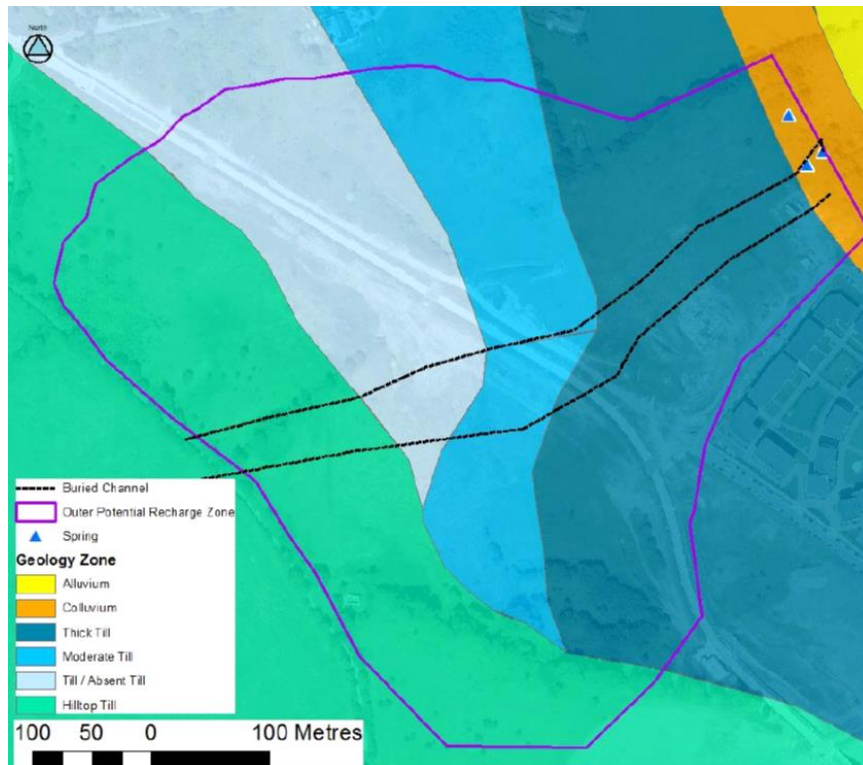 North
Buried Channel
Outer Potential Recharge Zone
Spring
Geology Zone
Alluvium
Colluvium
Thick Till
Moderate Till
Till / Absent Till
Hilltop Till
100 50 0 100 Metres